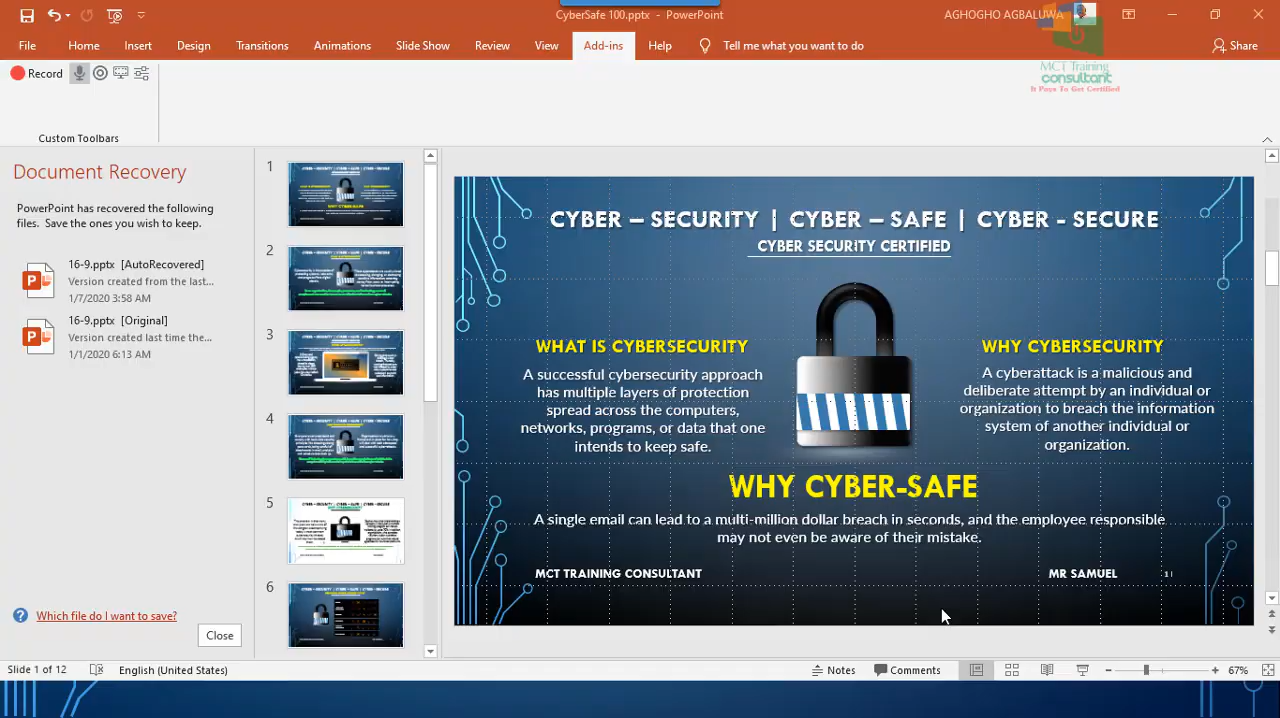 CyberSafe 100.pptx - PowerPoint
AGHOGHO AGBALUWA
File Home Insert Design Transitions Animations Slide Show Review View Add-ins Help Tell me what you want to do Share
Record
MCT Training
consultant
It Pays To Get Certified
Custom Toolbars
Document Recovery
PowerPoint has recovered the following
files. Save the ones you wish to keep.
16-9.pptx [AutoRecovered]
Version created from the last...
1/7/2020 3:58 AM
16-9.pptx [Original]
Version created last time the...
1/1/2020 6:13 AM
Which file do I want to save?
Close
1
2
3
4
5
6
CYBER – SECURITY | CYBER – SAFE | CYBER - SECURE
CYBER SECURITY CERTIFIED
WHAT IS CYBERSECURITY
A successful cybersecurity approach
has multiple layers of protection
spread across the computers,
networks, programs, or data that one
intends to keep safe.
WHY CYBERSECURITY
A cyberattack is a malicious and
deliberate attempt by an individual or
organization to breach the information
system of another individual or
organization.
WHY CYBER-SAFE
A single email can lead to a multi-million dollar breach in seconds, and the employee responsible
may not even be aware of their mistake.
MCT TRAINING CONSULTANT
MR SAMUEL
1
Slide 1 of 12 English (United States) Notes Comments 67%